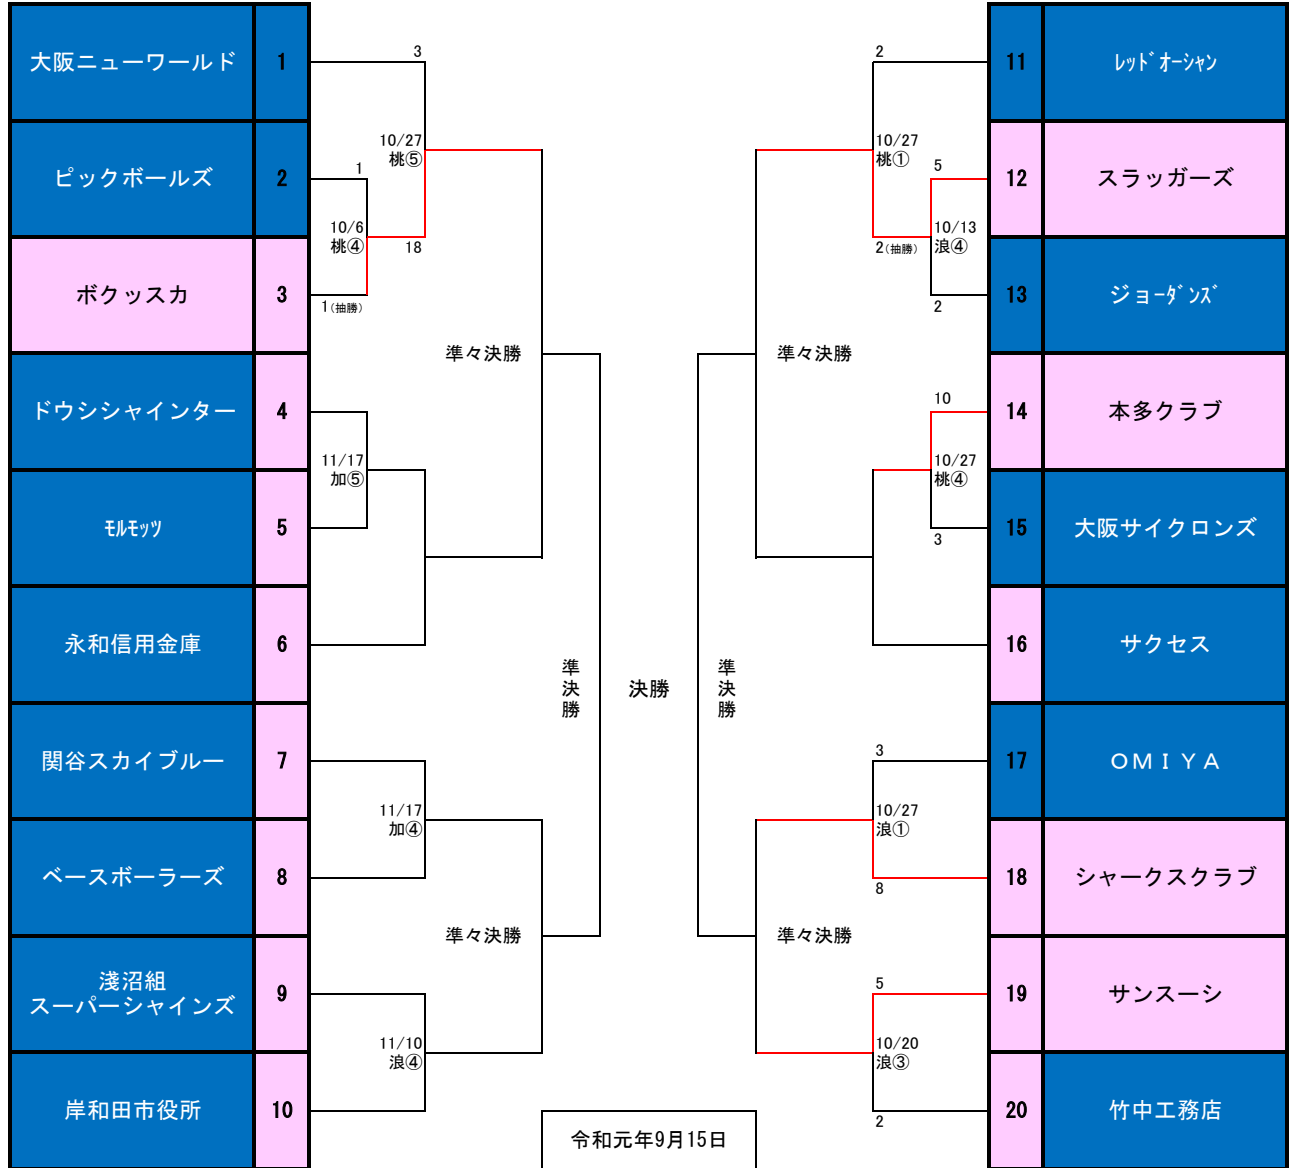 大阪ニューワールド 1
ピックボールズ 2
ボクッスカ 3
ドウシシャインター 4
ﾓﾙﾓｯﾂ 5
永和信用金庫 6
関谷スカイブルー 7
ベースボーラーズ 8
淺沼組
スーパーシャインズ 9
岸和田市役所 10
3
10/27
桃⑤
18
1
10/6
桃④
1(抽勝)
11/17
加⑤
11/17
加④
11/10
浪④
準々決勝
準々決勝
準決勝
決勝
準決勝
準々決勝
準々決勝
2
10/27
桃①
2(抽勝)
5
10/13
浪④
2
10
10/27
桃④
3
3
10/27
浪①
8
5
10/20
浪③
2
11 ﾚｯﾄﾞｵｰｼｬﾝ
12 スラッガーズ
13 ジョｰﾀﾞﾝｽﾞ
14 本多クラブ
15 大阪サイクロンズ
16 サクセス
17 ＯＭＩＹＡ
18 シャークスクラブ
19 サンスーシ
20 竹中工務店
令和元年9月15日